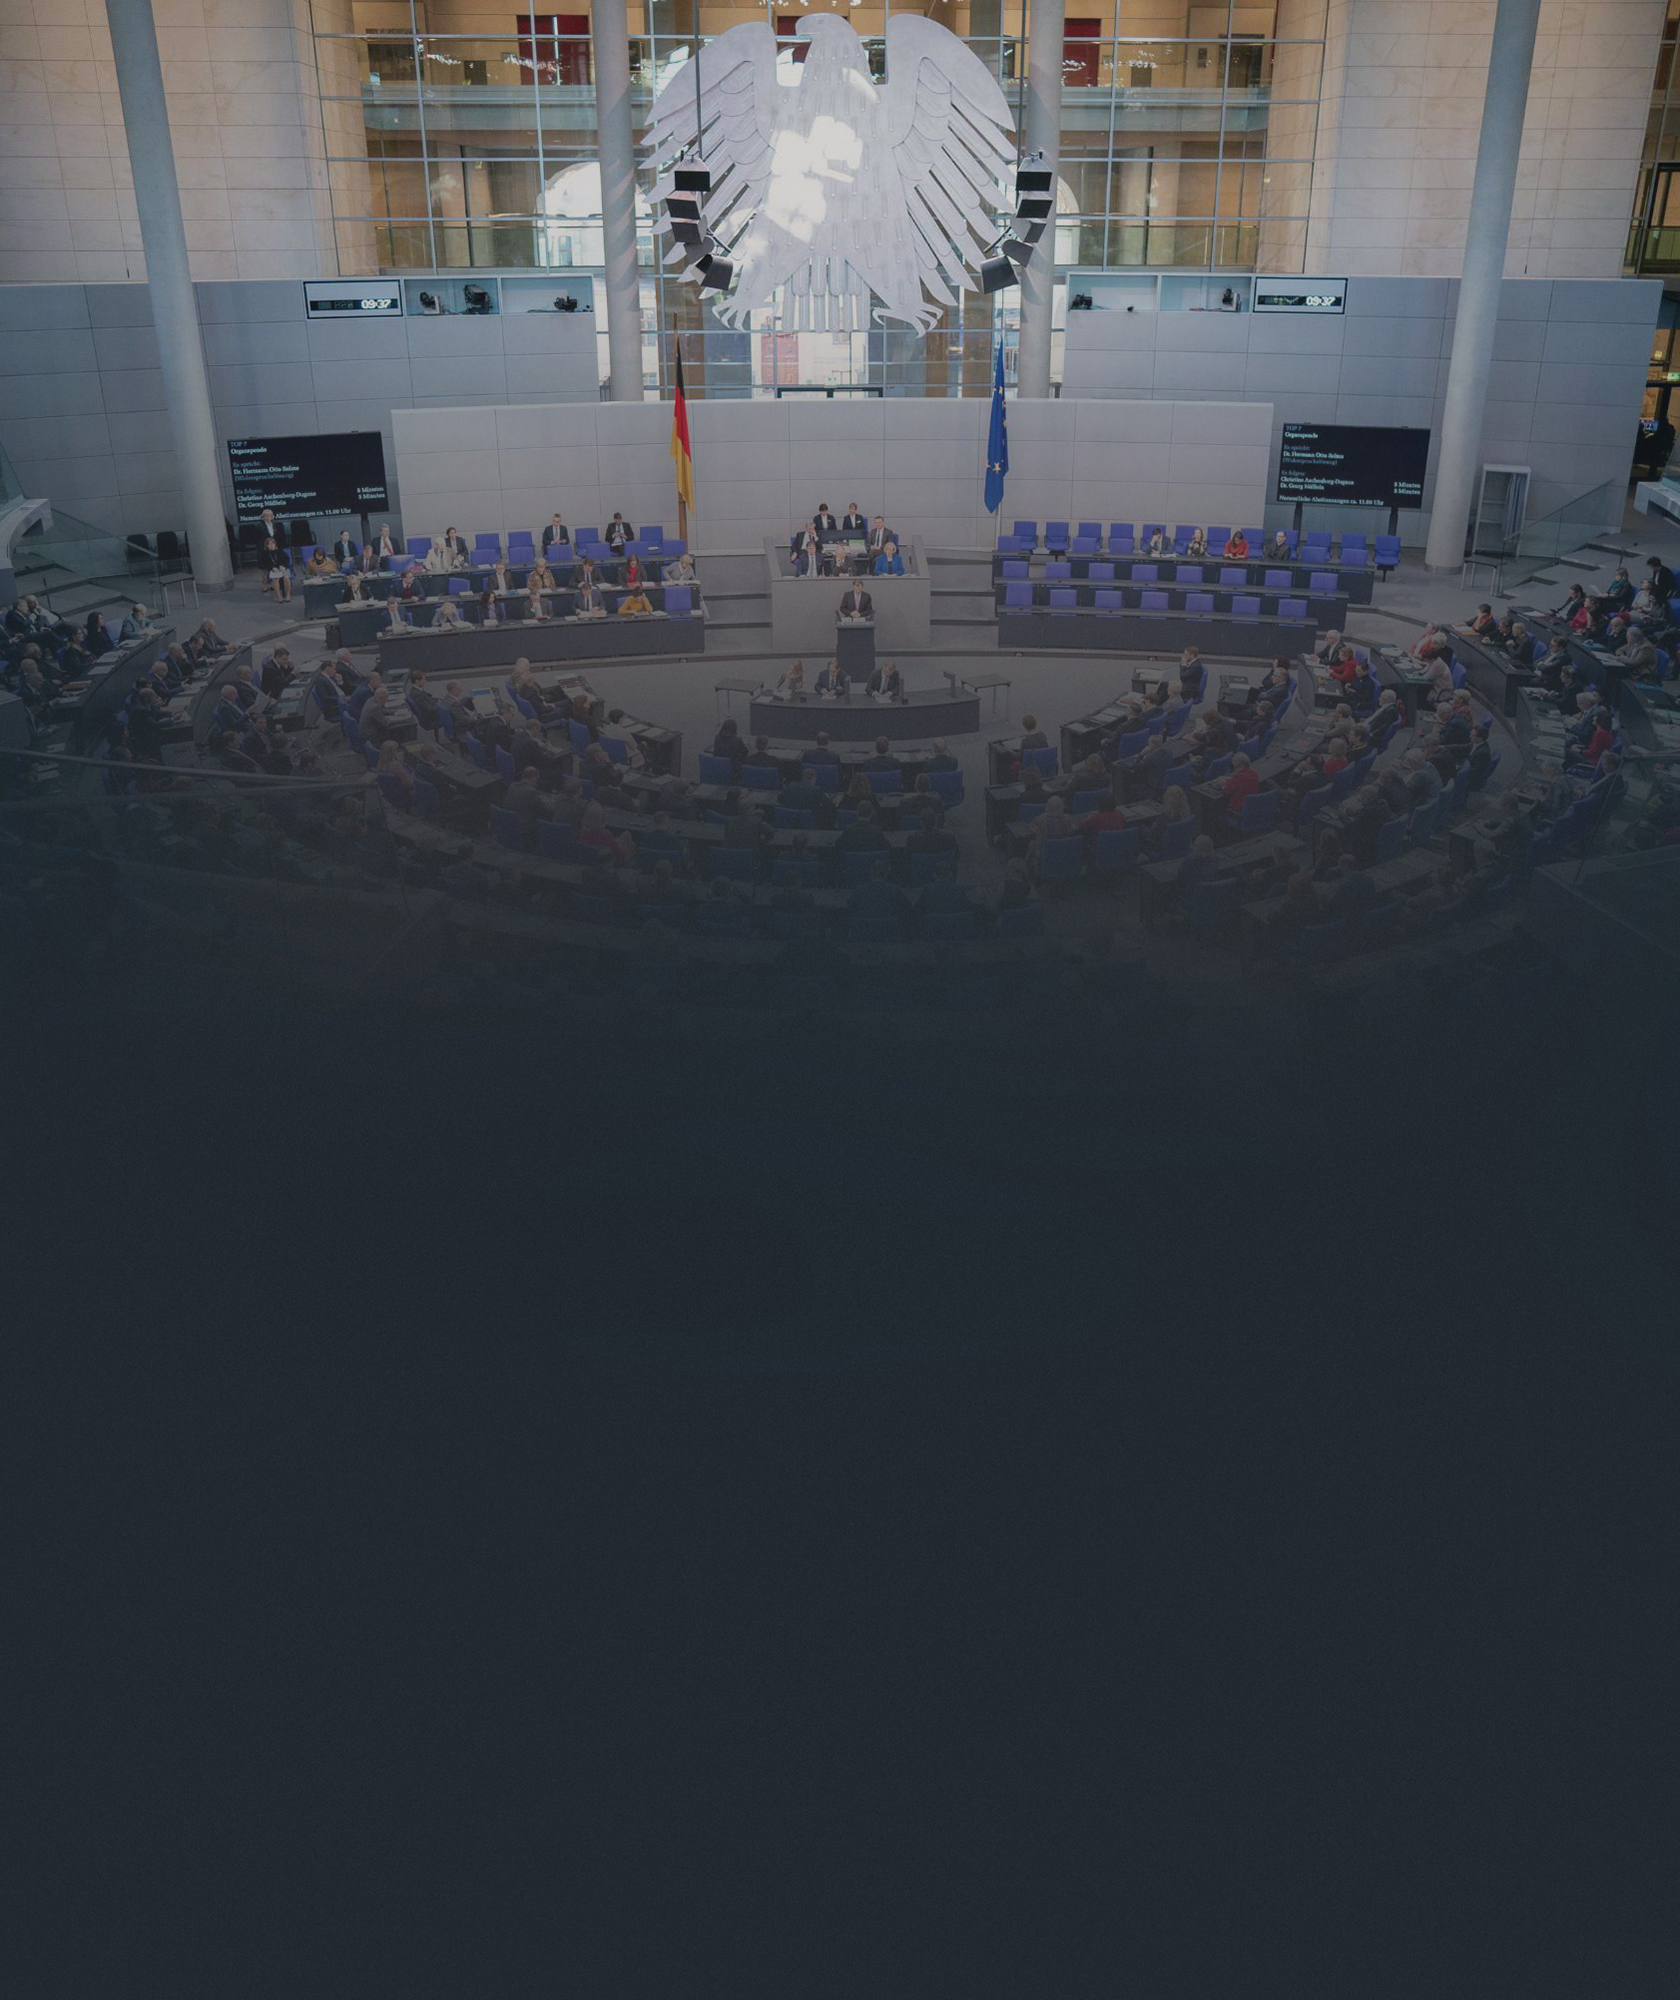 09:37
09:37
TOP 7
Organspende
Es spricht:
Dr. Hermann Otto Solms
(Widerspruchslösung)
Es folgen:
Christine Aschenberg-Dugnus 5 Minuten
Dr. Georg Nüßlein 5 Minuten
Abstimmungen ca. 11.00 Uhr
TOP 7
Organspende
Es spricht:
Dr. Hermann Otto Solms
(Widerspruchslösung)
Es folgen:
Christine Aschenberg-Dugnus 5 Minuten
Dr. Georg Nüßlein 5 Minuten
Namentliche Abstimmungen ca. 11.00 Uhr